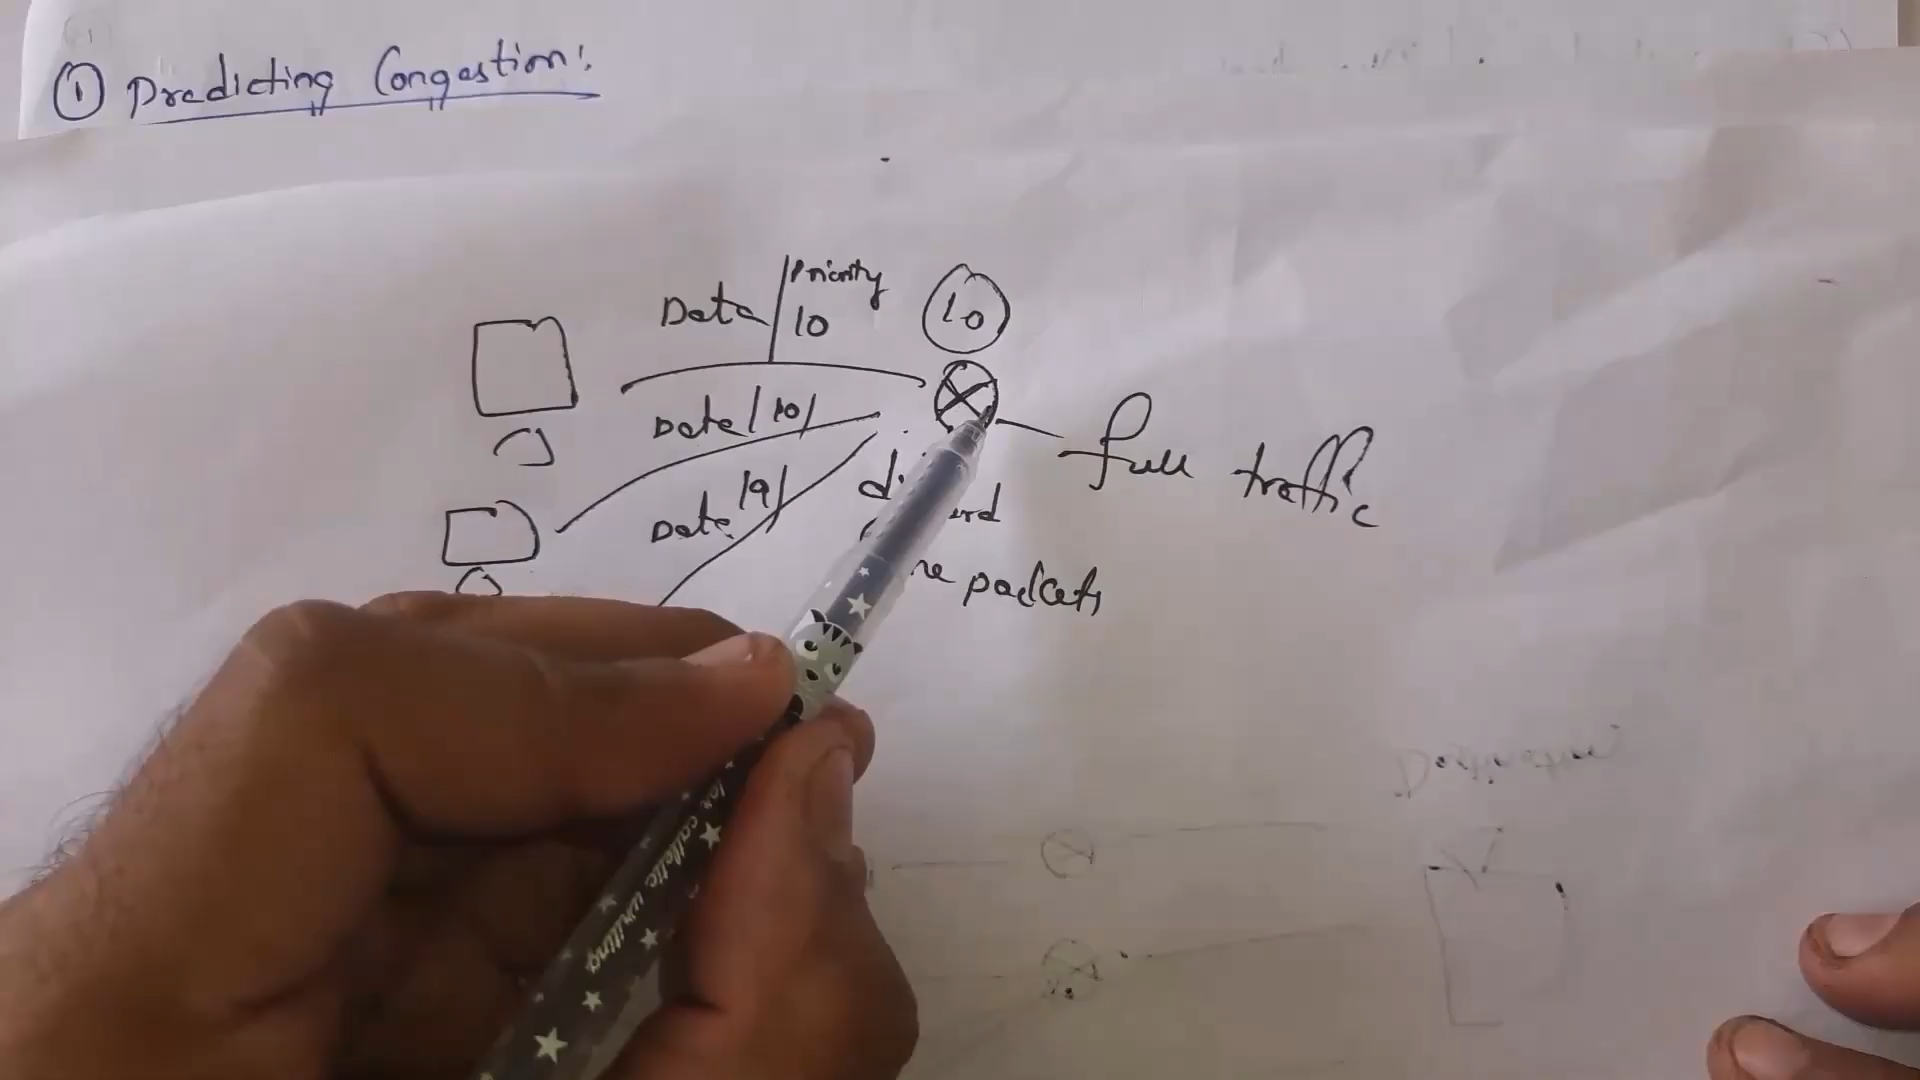 ① Predicting Congestion:
Data / Priority
10
10
Data / 10 /
full traffic
Data / 9 /
packets